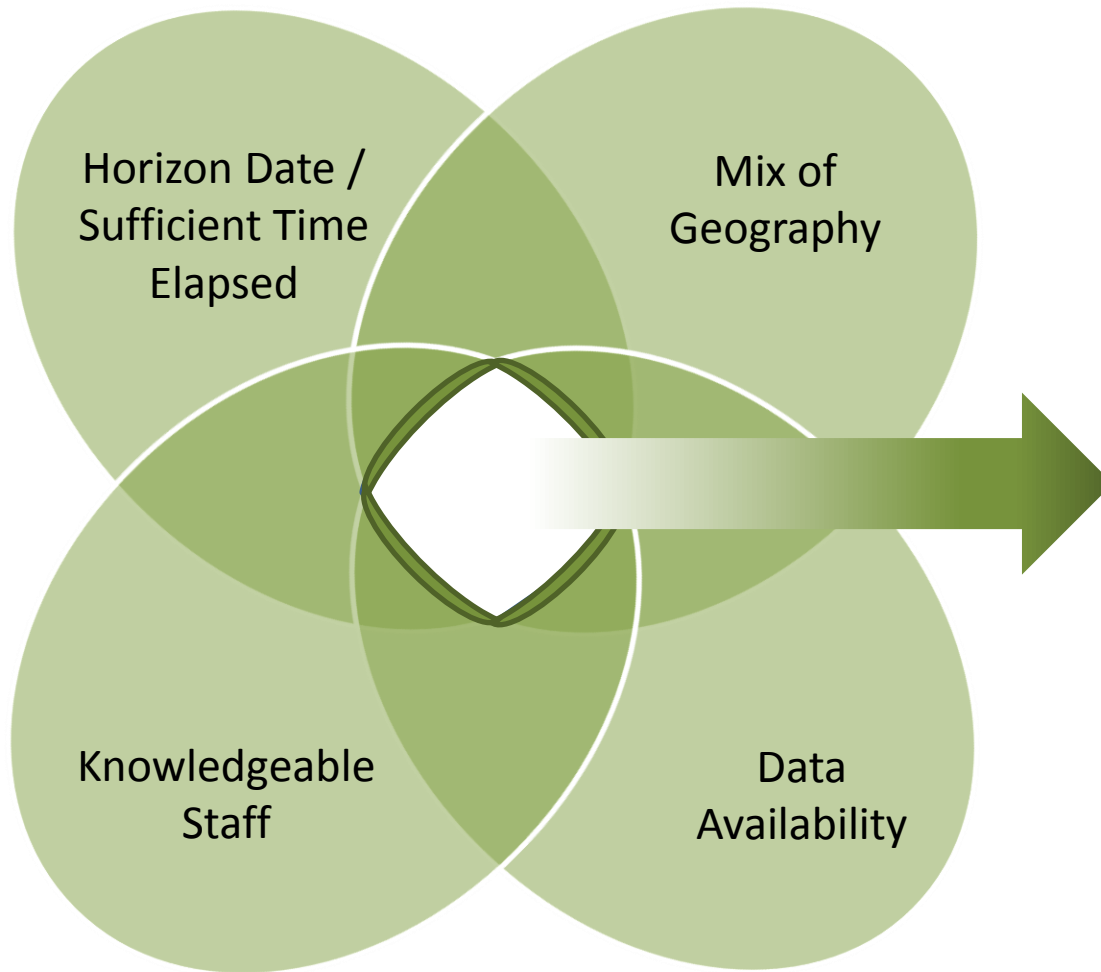 Horizon Date /
Sufficient Time
Elapsed
Mix of
Geography
Knowledgeable
Staff
Data
Availability